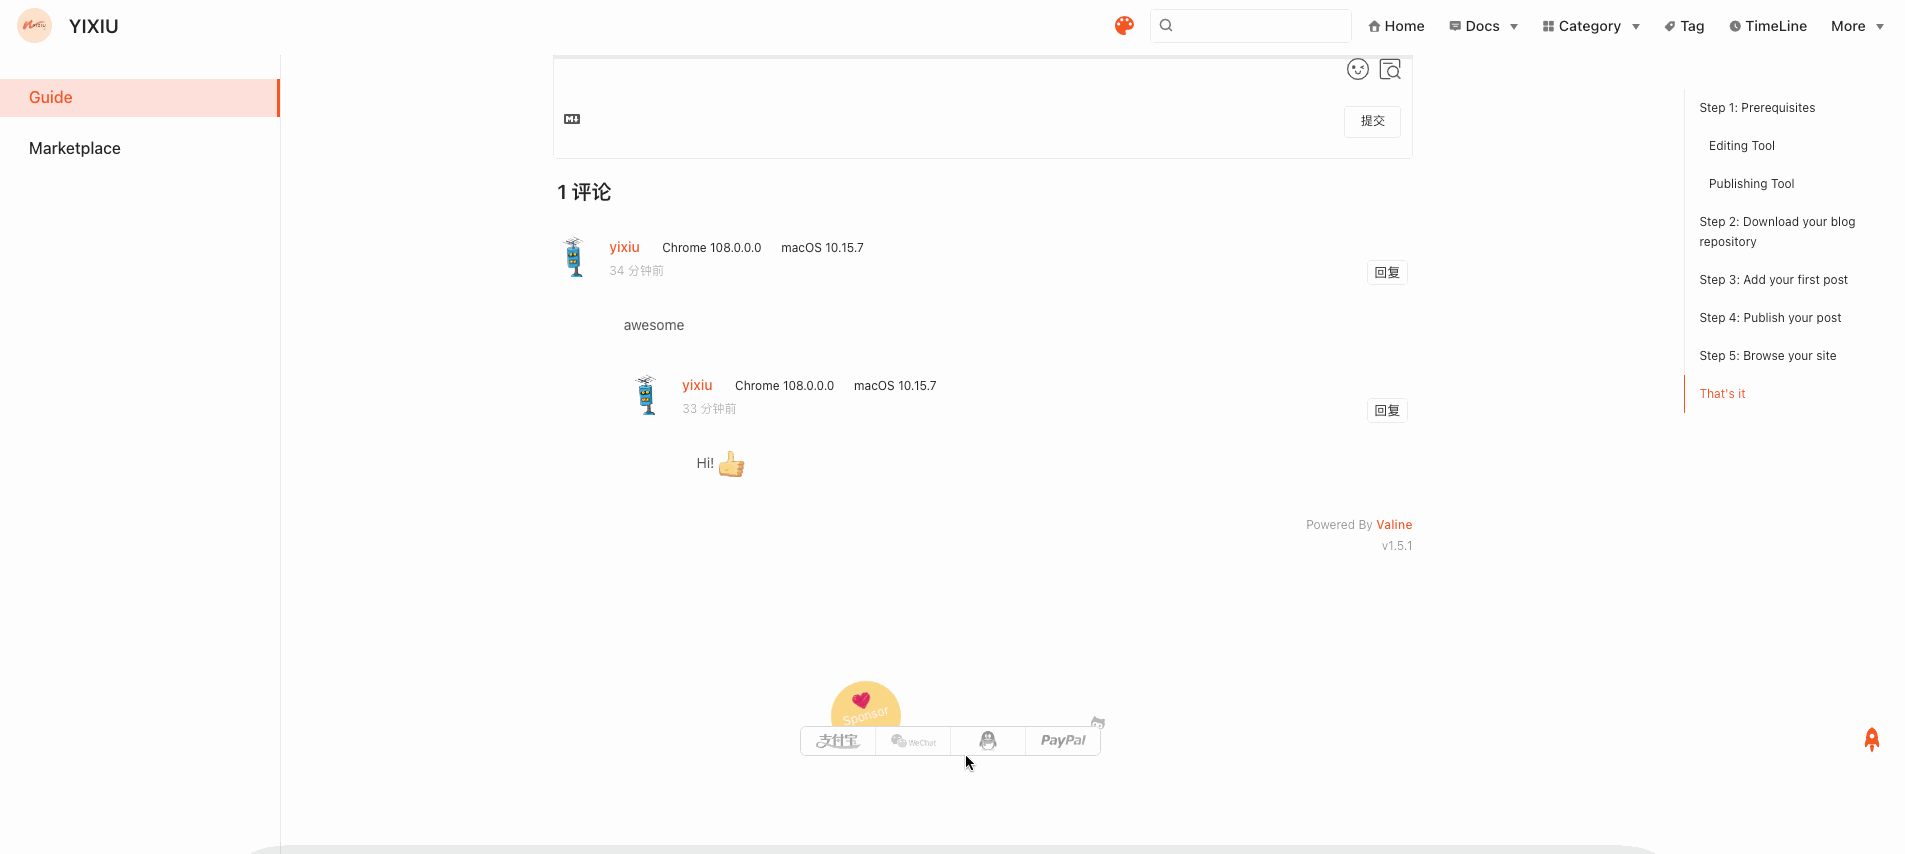 YIXIU
Home
Docs
Category
Tag
TimeLine
More
Guide
Marketplace
提交
1 评论
yixiu Chrome 108.0.0.0 macOS 10.15.7
34 分钟前
回复
awesome
yixiu Chrome 108.0.0.0 macOS 10.15.7
33 分钟前
回复
Hi!
Powered By Valine
v1.5.1
Sponsor
支付宝
WeChat
PayPal
Step 1: Prerequisites
Editing Tool
Publishing Tool
Step 2: Download your blog
repository
Step 3: Add your first post
Step 4: Publish your post
Step 5: Browse your site
That's it